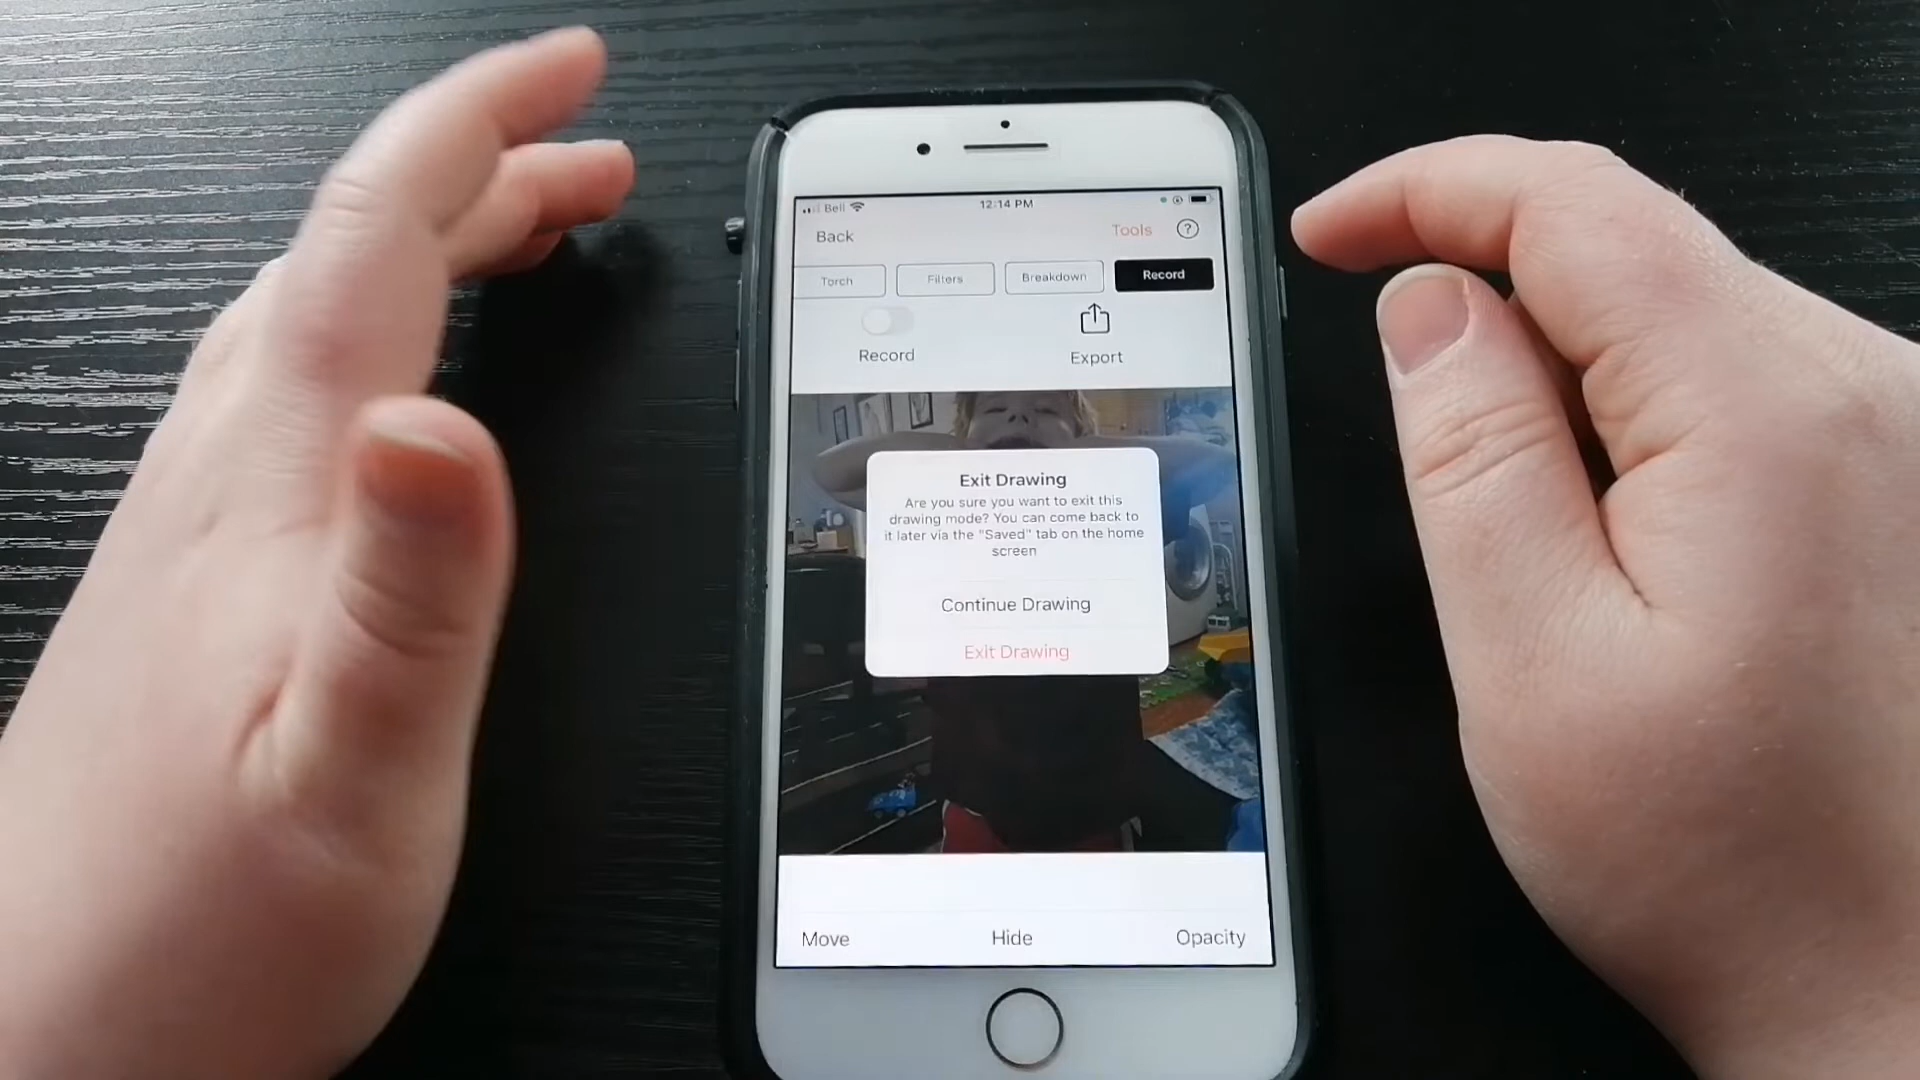 Bell 12:14 PM
Back Tools ?
Torch Filters Breakdown Record
Record Export
Exit Drawing
Are you sure you want to exit this
drawing mode? You can come back to
it later via the "Saved" tab on the home
screen
Continue Drawing
Exit Drawing
Move Hide Opacity